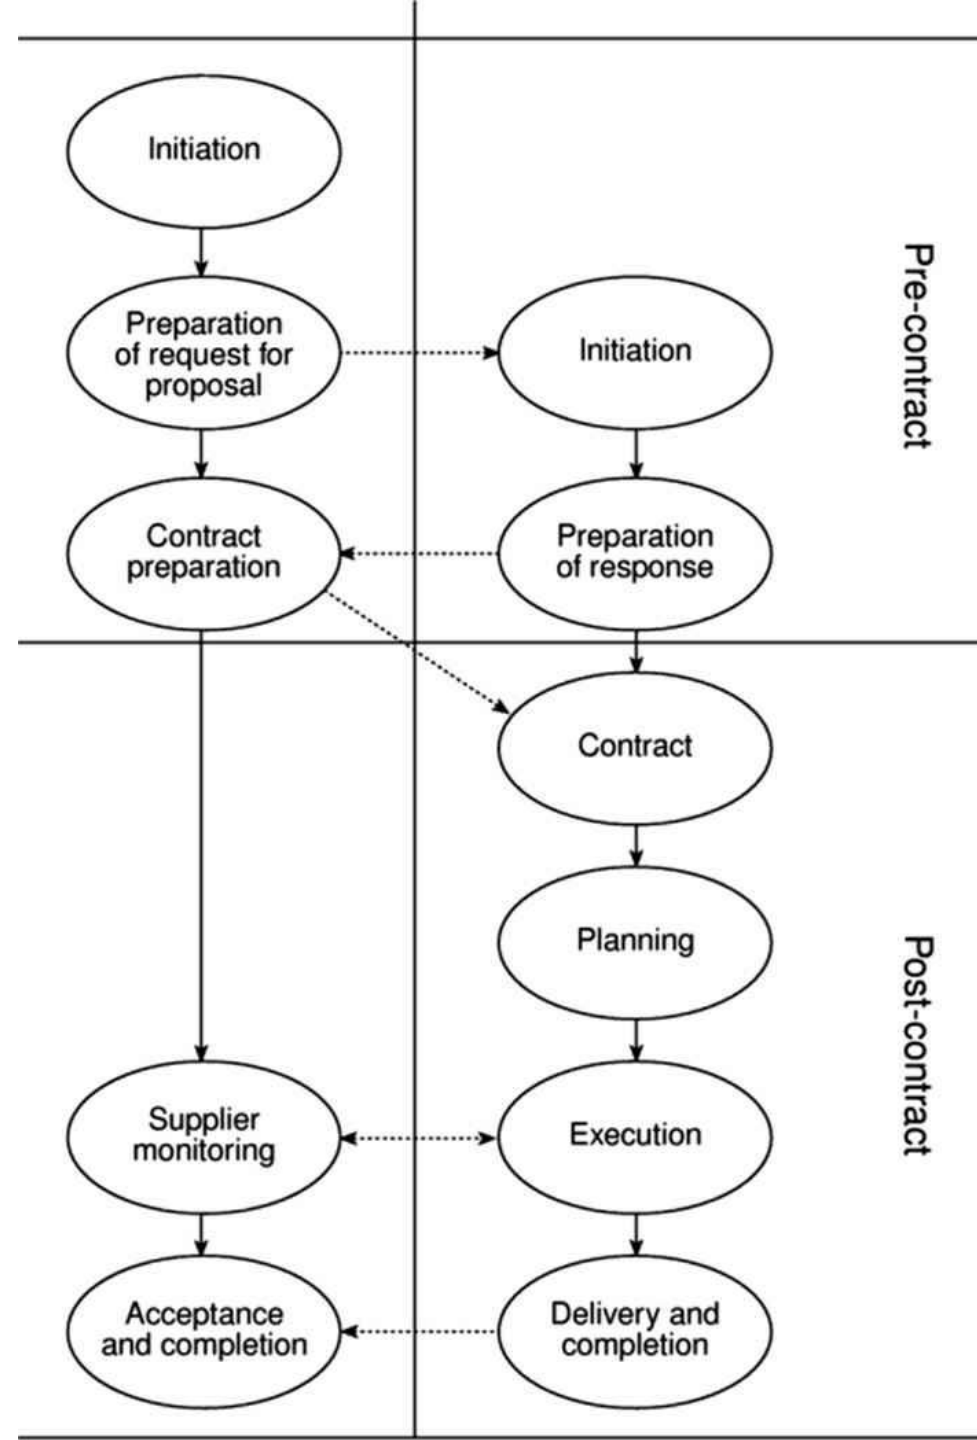 Initiation
Preparation
of request for
proposal
Initiation
Pre-contract
Contract
preparation
Preparation
of response
Contract
Planning
Post-contract
Supplier
monitoring
Execution
Acceptance
and completion
Delivery and
completion